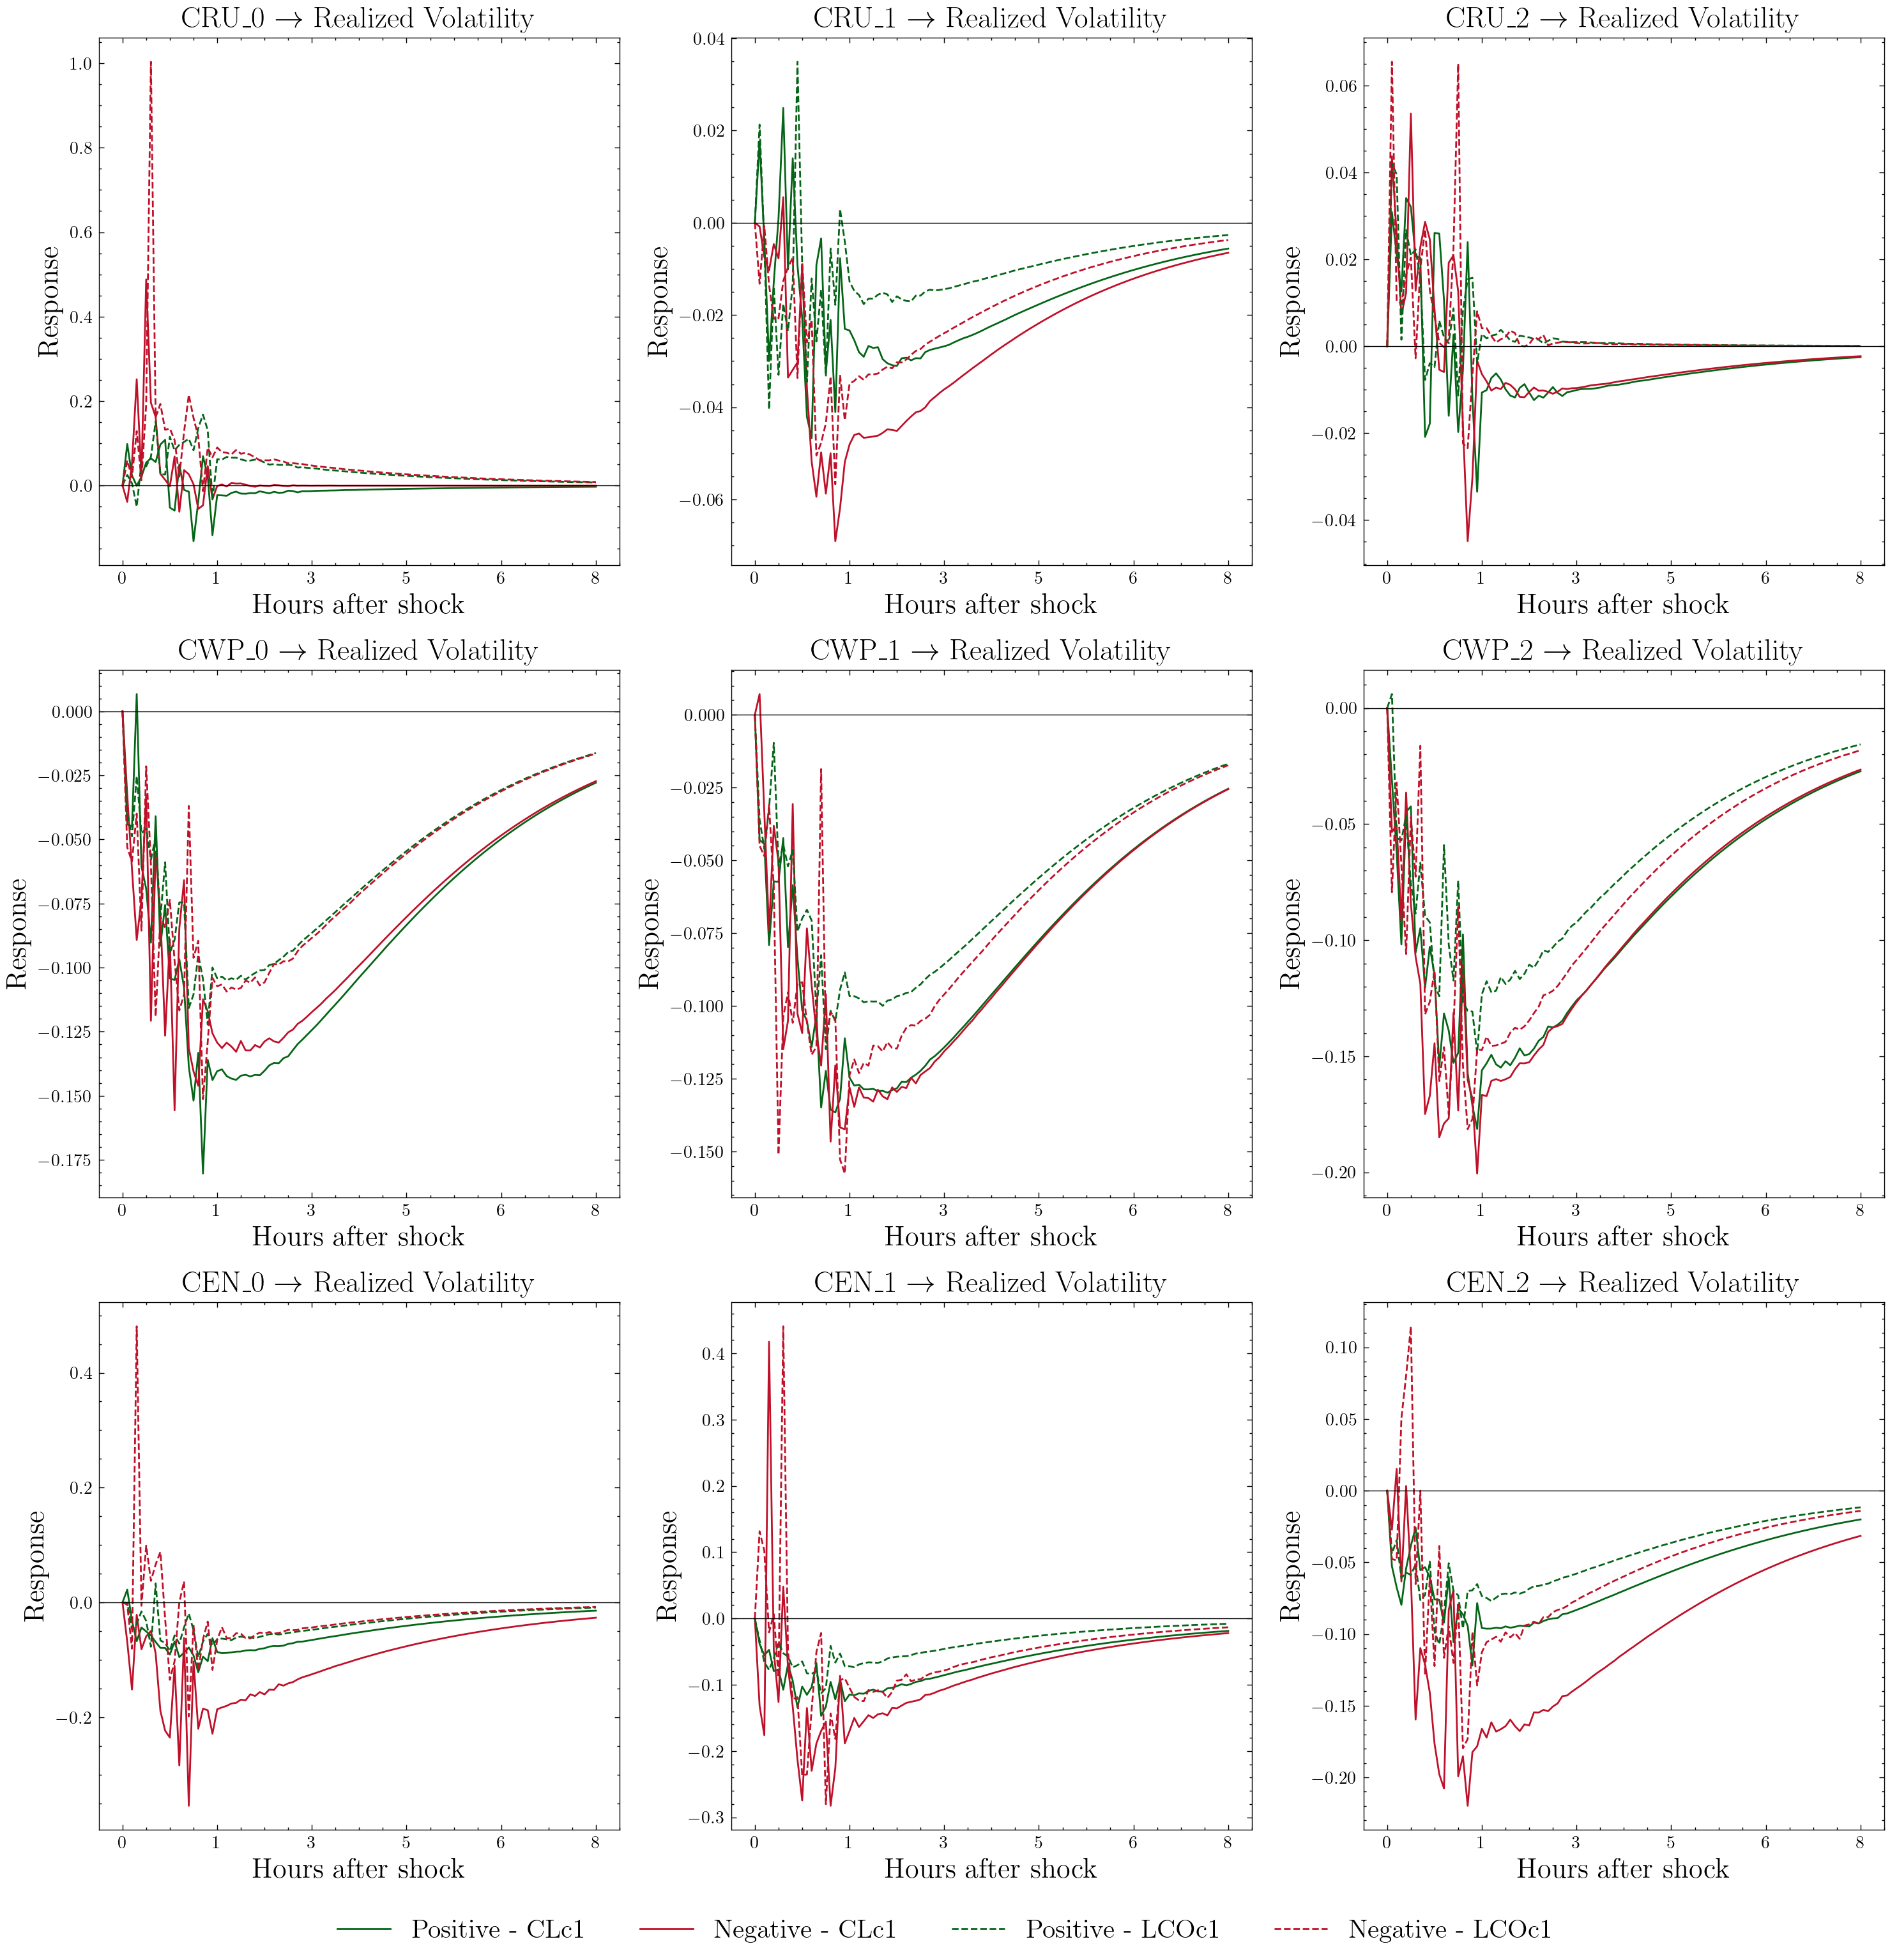 CRU_0 → Realized Volatility
CRU_1 → Realized Volatility
CRU_2 → Realized Volatility
Response
1.0
0.8
0.6
0.4
0.2
0.0
0 1 3 5 6 8
Hours after shock
Response
0.04
0.02
0.00
−0.02
−0.04
−0.06
0 1 3 5 6 8
Hours after shock
Response
0.06
0.04
0.02
0.00
−0.02
−0.04
0 1 3 5 6 8
Hours after shock
CWP_0 → Realized Volatility
CWP_1 → Realized Volatility
CWP_2 → Realized Volatility
Response
0.000
−0.025
−0.050
−0.075
−0.100
−0.125
−0.150
−0.175
0 1 3 5 6 8
Hours after shock
Response
0.000
−0.025
−0.050
−0.075
−0.100
−0.125
−0.150
0 1 3 5 6 8
Hours after shock
Response
0.00
−0.05
−0.10
−0.15
−0.20
0 1 3 5 6 8
Hours after shock
CEN_0 → Realized Volatility
CEN_1 → Realized Volatility
CEN_2 → Realized Volatility
Response
0.4
0.2
0.0
−0.2
0 1 3 5 6 8
Hours after shock
Response
0.4
0.3
0.2
0.1
0.0
−0.1
−0.2
−0.3
0 1 3 5 6 8
Hours after shock
Response
0.10
0.05
0.00
−0.05
−0.10
−0.15
−0.20
0 1 3 5 6 8
Hours after shock
Positive - CLc1 Negative - CLc1 Positive - LCOc1 Negative - LCOc1